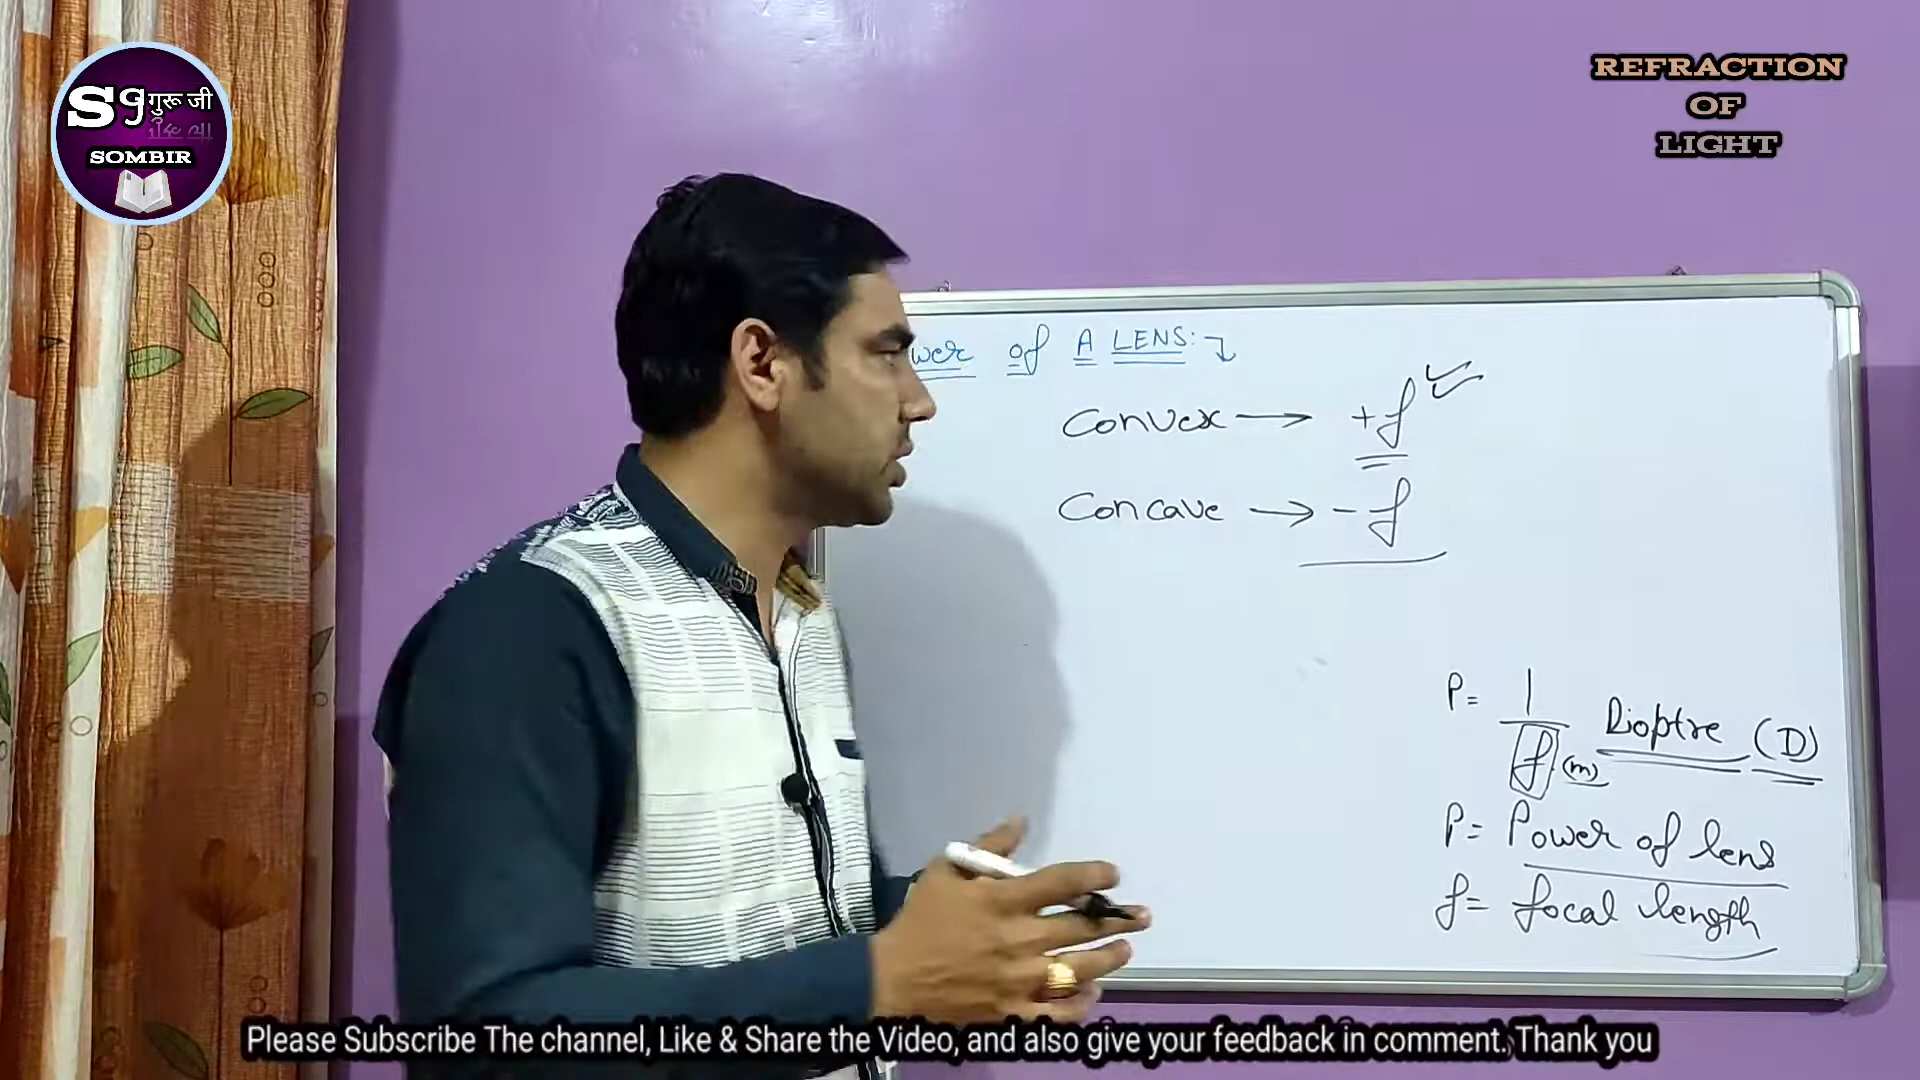 Sg गुरू जी
SOMBIR
REFRACTION
OF
LIGHT
wer of A LENS:
Convex → +f
Concave → -f
P= 1/f (m) Dioptre (D)
P= Power of lens
f= focal length
Please Subscribe The channel, Like & Share the Video, and also give your feedback in comment. Thank you